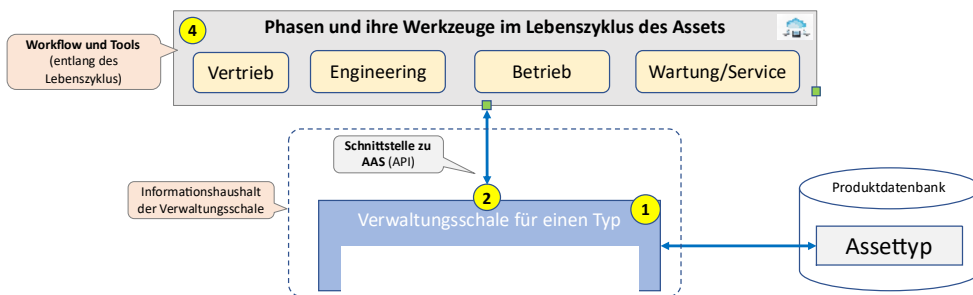 4
Phasen und ihre Werkzeuge im Lebenszyklus des Assets
Workflow und Tools
(entlang des
Lebenszyklus)
Vertrieb
Engineering
Betrieb
Wartung/Service
Schnittstelle zu
AAS (API)
Informationshaushalt
der Verwaltungsschale
2
1
Verwaltungsschale für einen Typ
Produktdatenbank
Assettyp